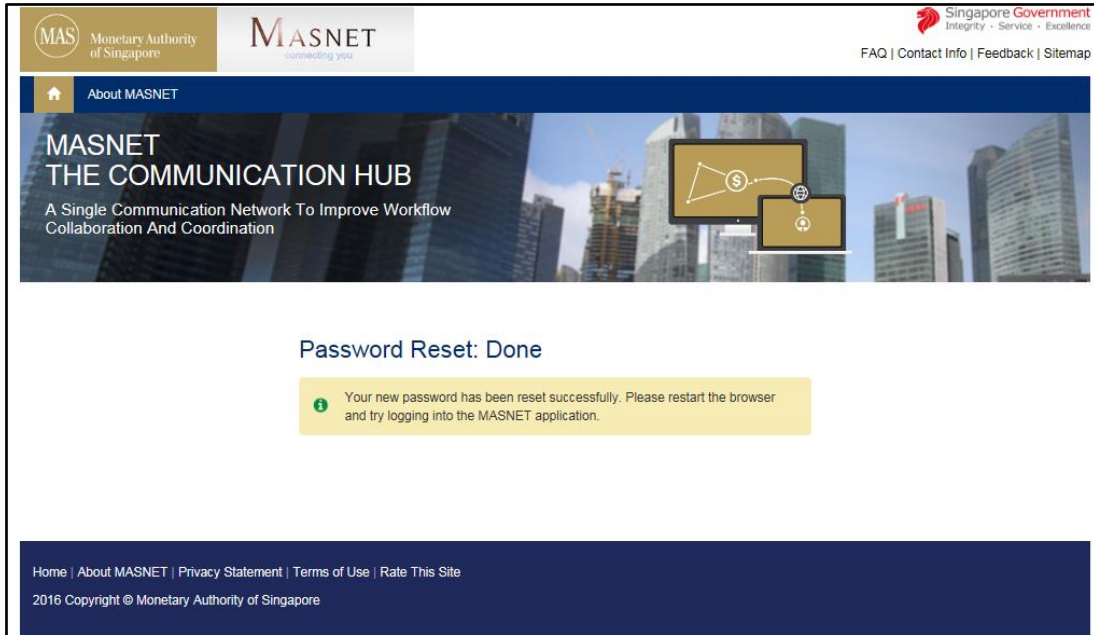 MAS
Monetary Authority
of Singapore
MASNET
connecting you
Singapore Government
Integrity · Service · Excellence
FAQ | Contact Info | Feedback | Sitemap
About MASNET
MASNET
THE COMMUNICATION HUB
A Single Communication Network To Improve Workflow
Collaboration And Coordination
$
Password Reset: Done
Your new password has been reset successfully. Please restart the browser
and try logging into the MASNET application.
Home | About MASNET | Privacy Statement | Terms of Use | Rate This Site
2016 Copyright © Monetary Authority of Singapore